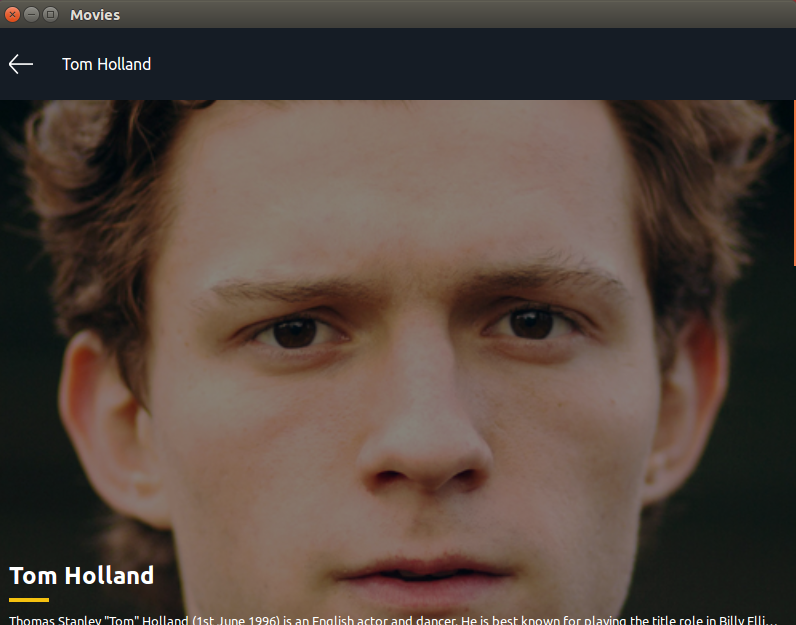 Movies
Tom Holland
Tom Holland
Thomas Stanley "Tom" Holland (1st June 1996) is an English actor and dancer. He is best known for playing the title role in Billy Elli...